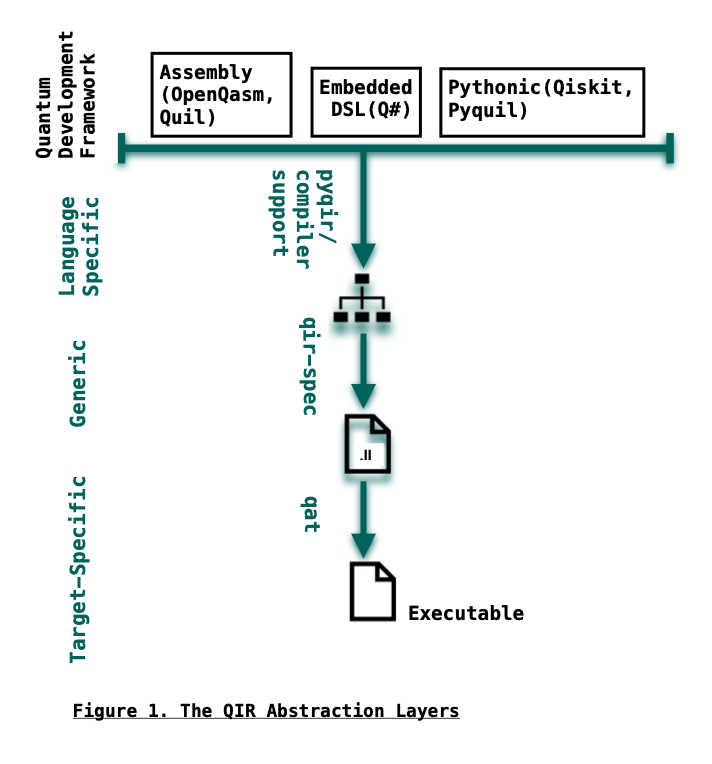 Quantum
Development
Framework
Assembly
(OpenQasm,
Quil)
Embedded
DSL(Q#)
Pythonic(Qiskit,
Pyquil)
Language
Specific
pyqir/
compiler
support
Generic
qir-spec
.ll
Target-Specific
qat
Executable
Figure 1. The QIR Abstraction Layers